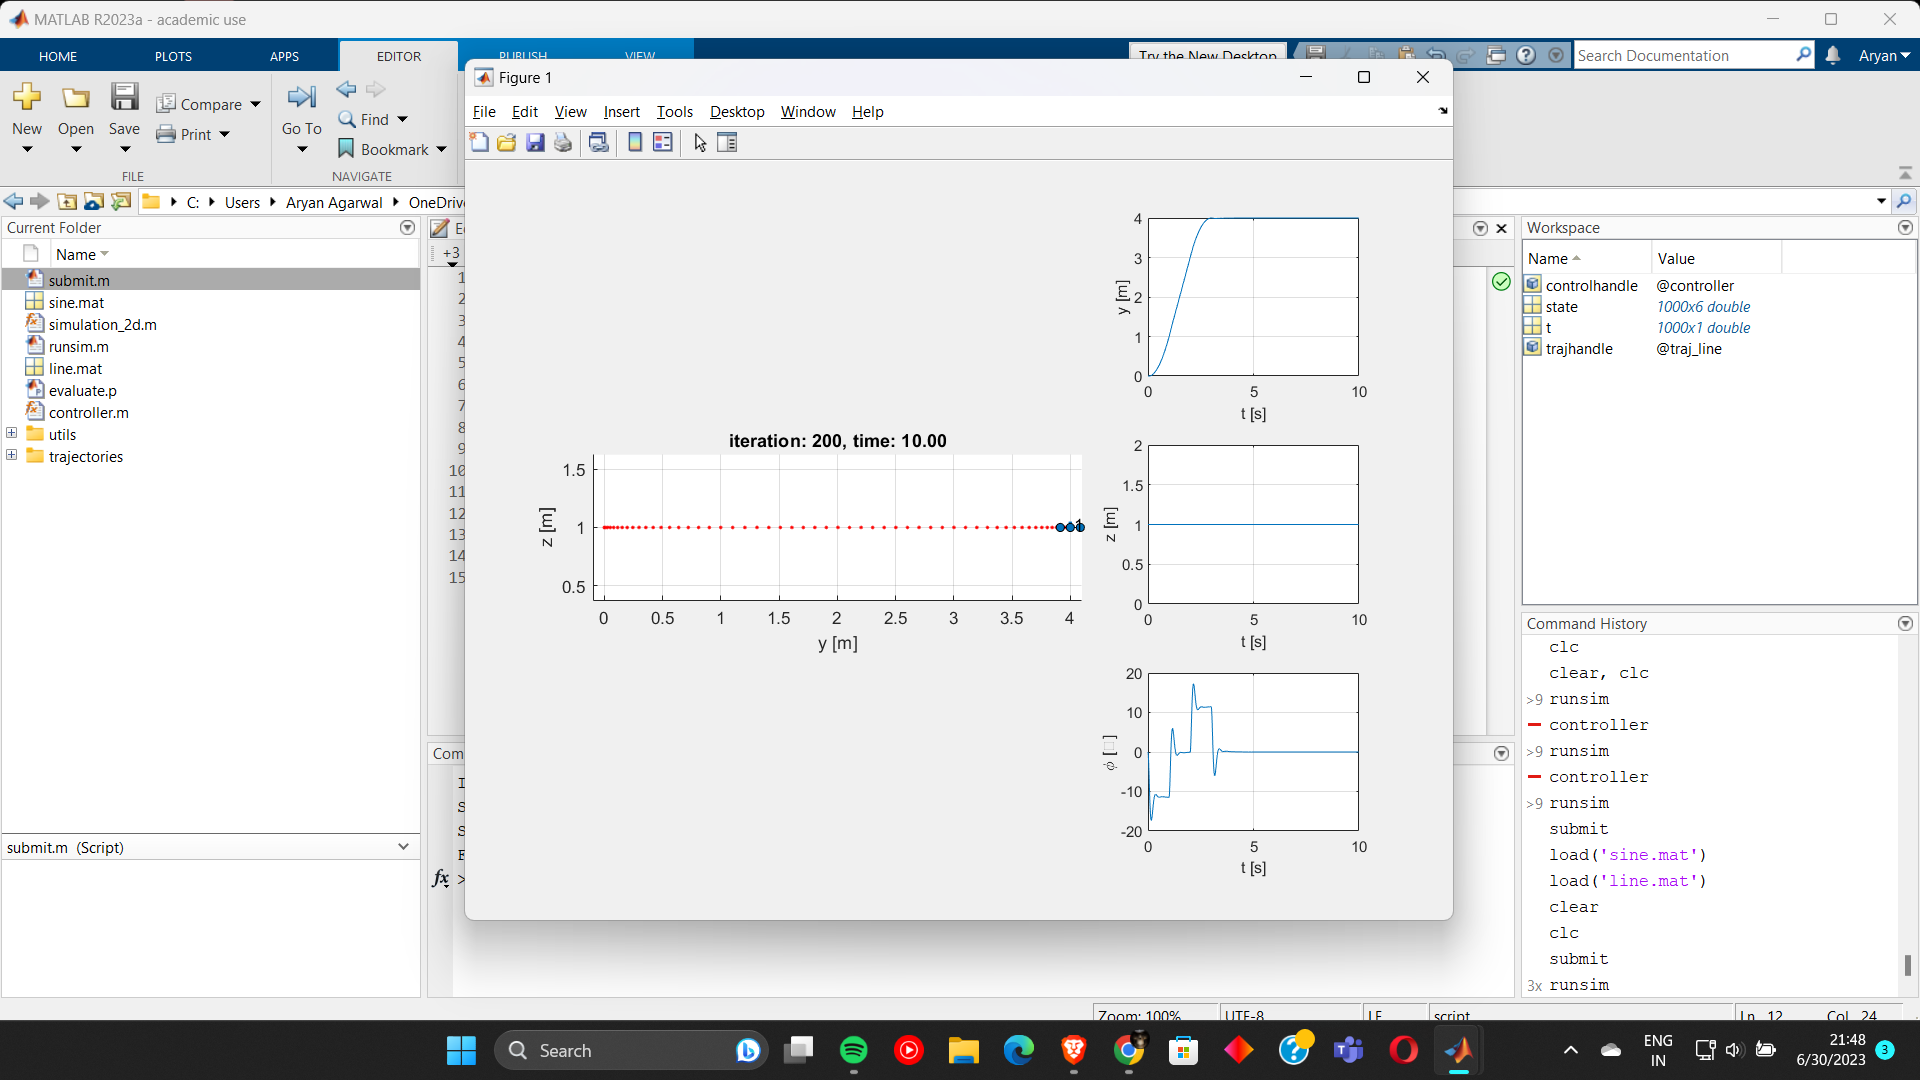 MATLAB R2023a - academic use
HOME PLOTS APPS EDITOR PUBLISH VIEW
Try the New Desktop
Search Documentation
Aryan
New Open Save Compare Print Go To Find Bookmark
FILE NAVIGATE
C: Users Aryan Agarwal OneDriv
Current Folder
Name
submit.m
sine.mat
simulation_2d.m
runsim.m
line.mat
evaluate.p
controller.m
utils
trajectories
submit.m (Script)
+3
1
2
3
4
5
6
7
8
9
10
11
12
13
14
15
Com
fx >
Figure 1
File Edit View Insert Tools Desktop Window Help
iteration: 200, time: 10.00
1.5
1
0.5
z [m]
0 0.5 1 1.5 2 2.5 3 3.5 4
y [m]
1
4
3
2
1
0
y [m]
0 5 10
t [s]
2
1.5
1
0.5
0
z [m]
0 5 10
t [s]
20
10
0
-10
-20
ϕ [□]
0 5 10
t [s]
Workspace
Name Value
controlhandle @controller
state 1000x6 double
t 1000x1 double
trajhandle @traj_line
Command History
clc
clear, clc
>9 runsim
controller
>9 runsim
controller
>9 runsim
submit
load('sine.mat')
load('line.mat')
clear
clc
submit
3x runsim
Zoom: 100% UTF-8 LF script Ln 12 Col 24
Search
ENG
IN
21:48
6/30/2023
3